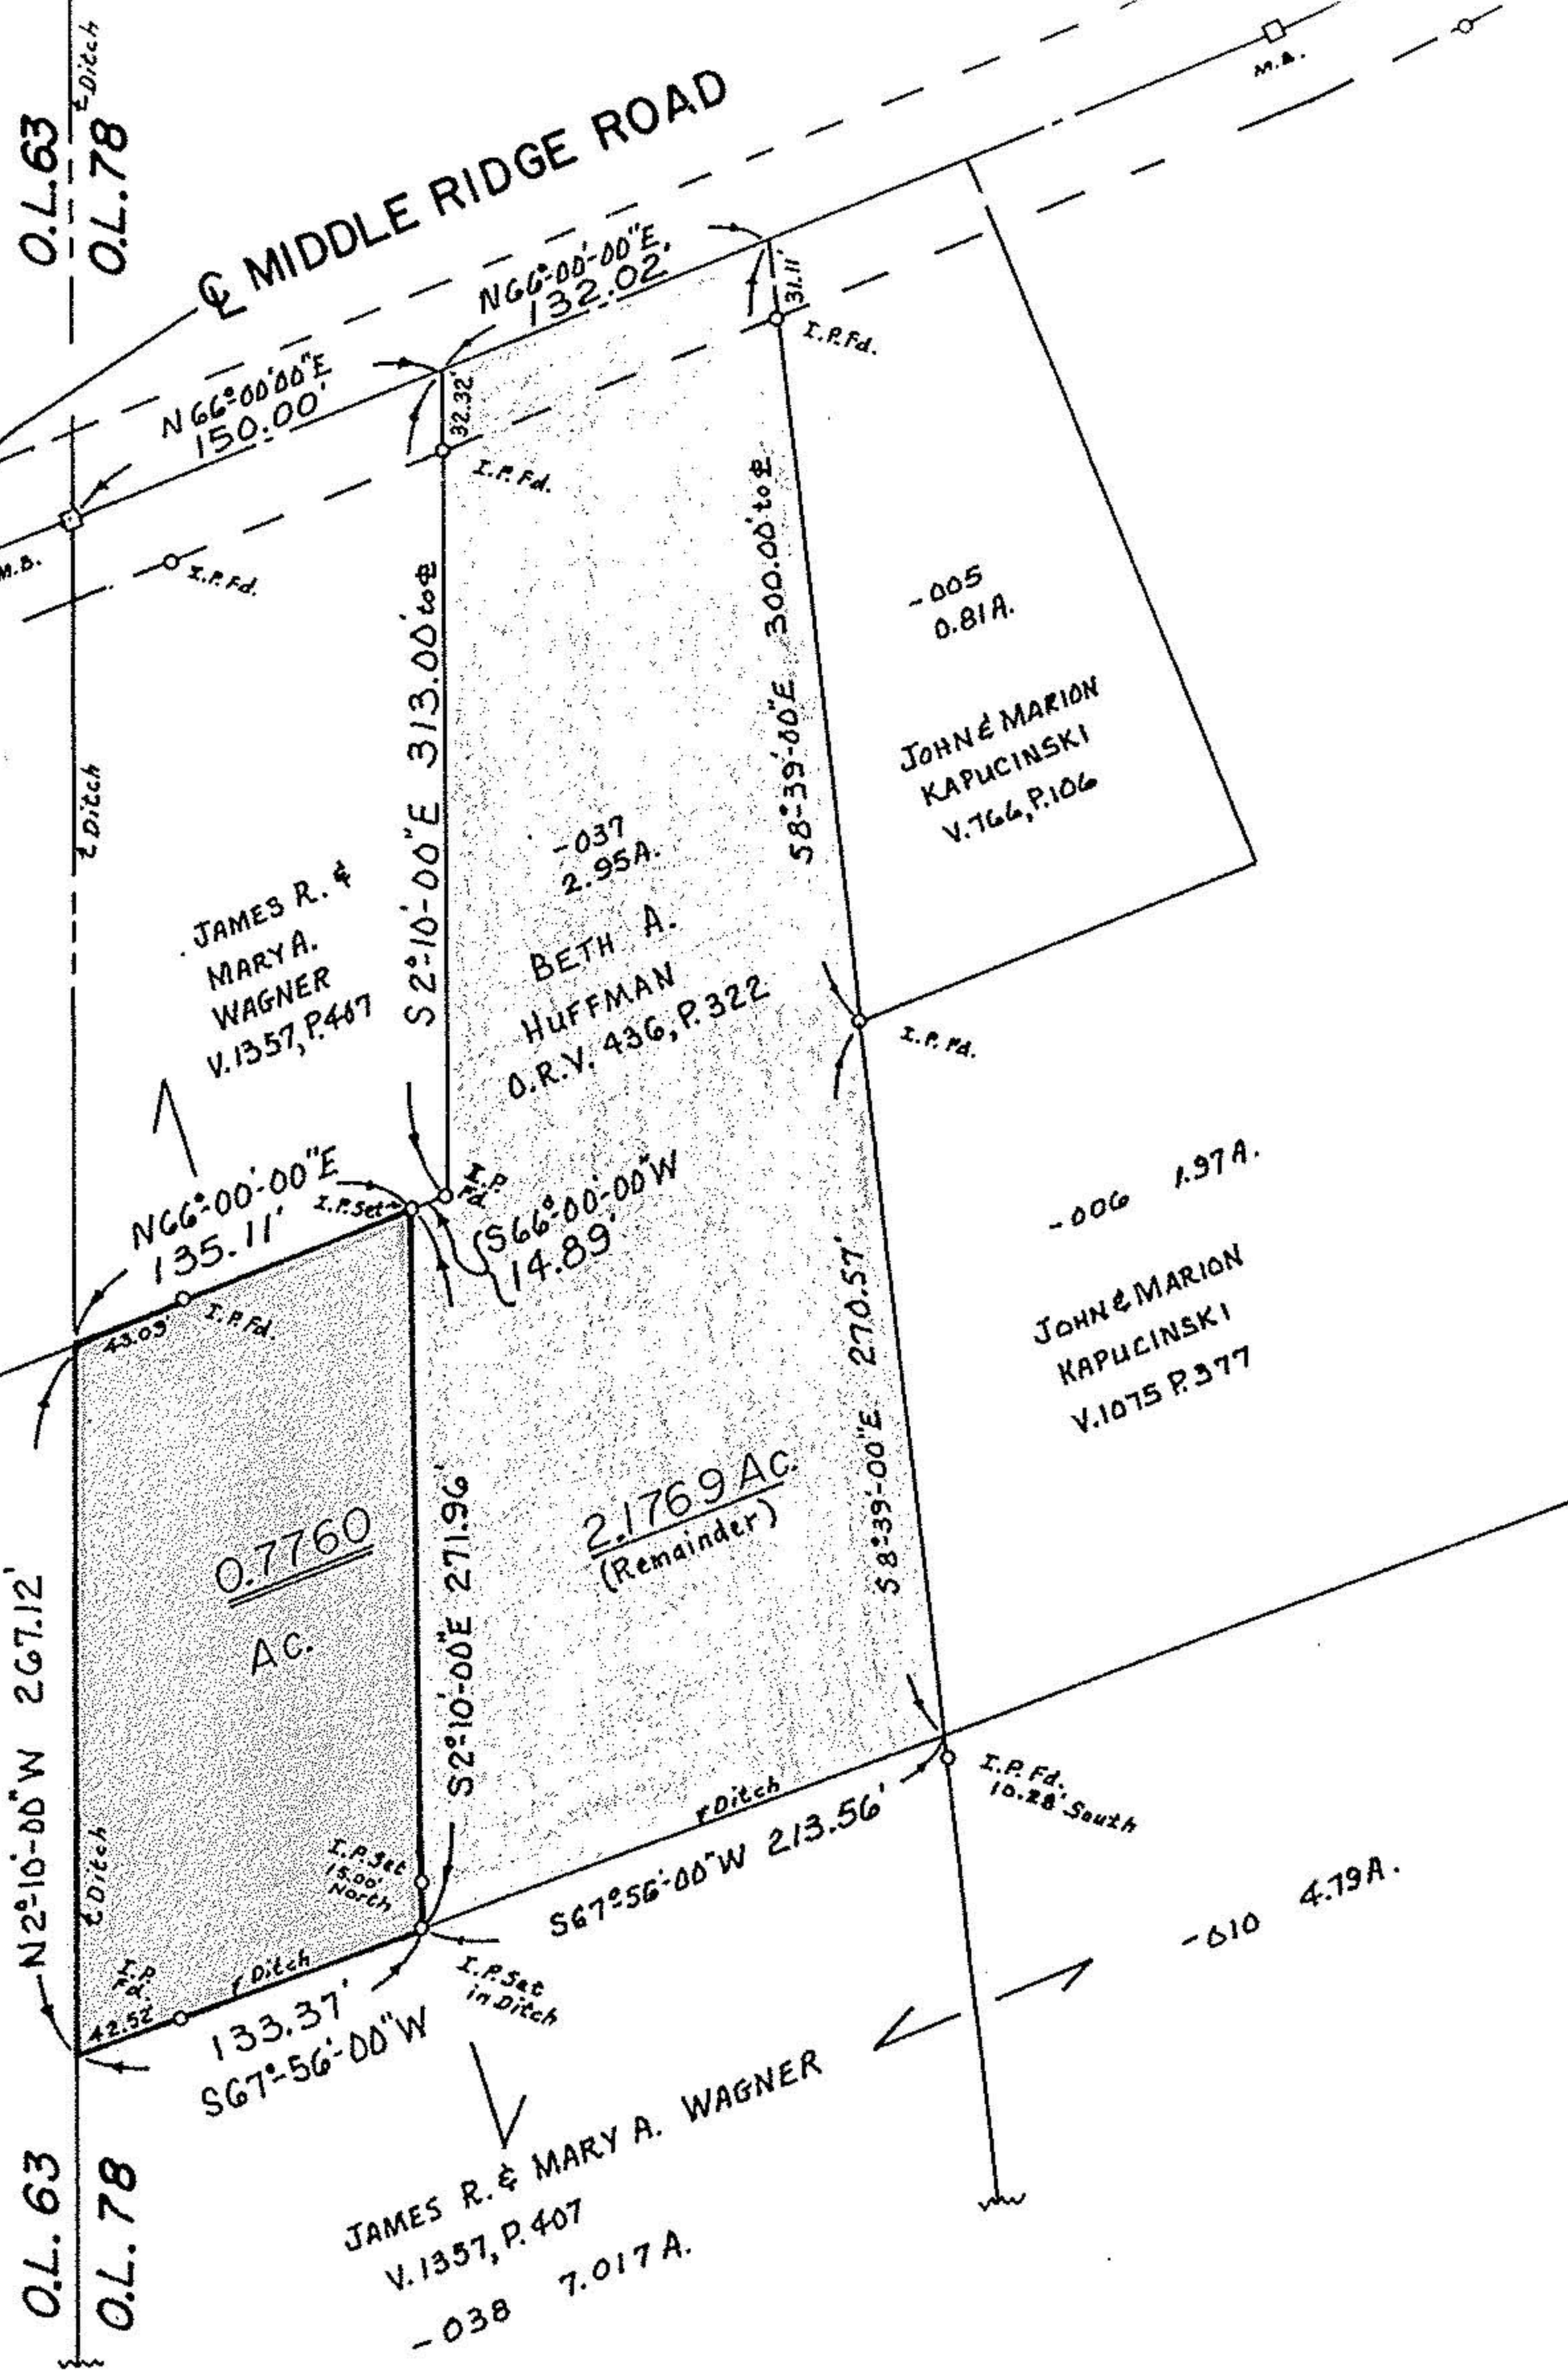 O.L.63
O.L.78
℄ Ditch
℄ MIDDLE RIDGE ROAD
M.B.
N66°-00'-00"E.
132.02'
31.11'
I.P.Fd.
N66°00'00"E
150.00'
32.32'
I.P.Fd.
M.B.
I.P.Fd.
S2°-10'-00"E 313.00' to ℄
S8°-39'-00"E 300.00' to ℄
-005
0.81A.
JOHN & MARION
KAPUCINSKI
V.766, P.106
℄ Ditch
JAMES R. &
MARY A.
WAGNER
V.1357, P.407
-037
2.95A.
BETH A.
HUFFMAN
O.R.V. 436, P.322
I.P. Fd.
N66°-00'-00"E
135.11'
I.P.Set
I.P.
Fd.
S66°-00'-00"W
14.89'
43.03'
I.P.Fd.
-006 1.97A.
JOHN & MARION
KAPUCINSKI
V.1075 P.377
S8°-39'-00"E 270.57'
0.7760
Ac.
S2°-10'-00"E 271.96'
2.1769 Ac.
(Remainder)
N2°-10'-00"W 267.12'
℄ Ditch
I.P.Set
15.00'
North
I.P.
Fd.
42.52'
℄ Ditch
133.37'
S67°-56'-00"W
I.P.Set
in Ditch
℄ Ditch
S67°56'-00"W 213.56'
I.P. Fd.
10.28' South
-010 4.79A.
O.L. 63
O.L. 78
JAMES R. & MARY A. WAGNER
V.1357, P.407
-038 7.017A.